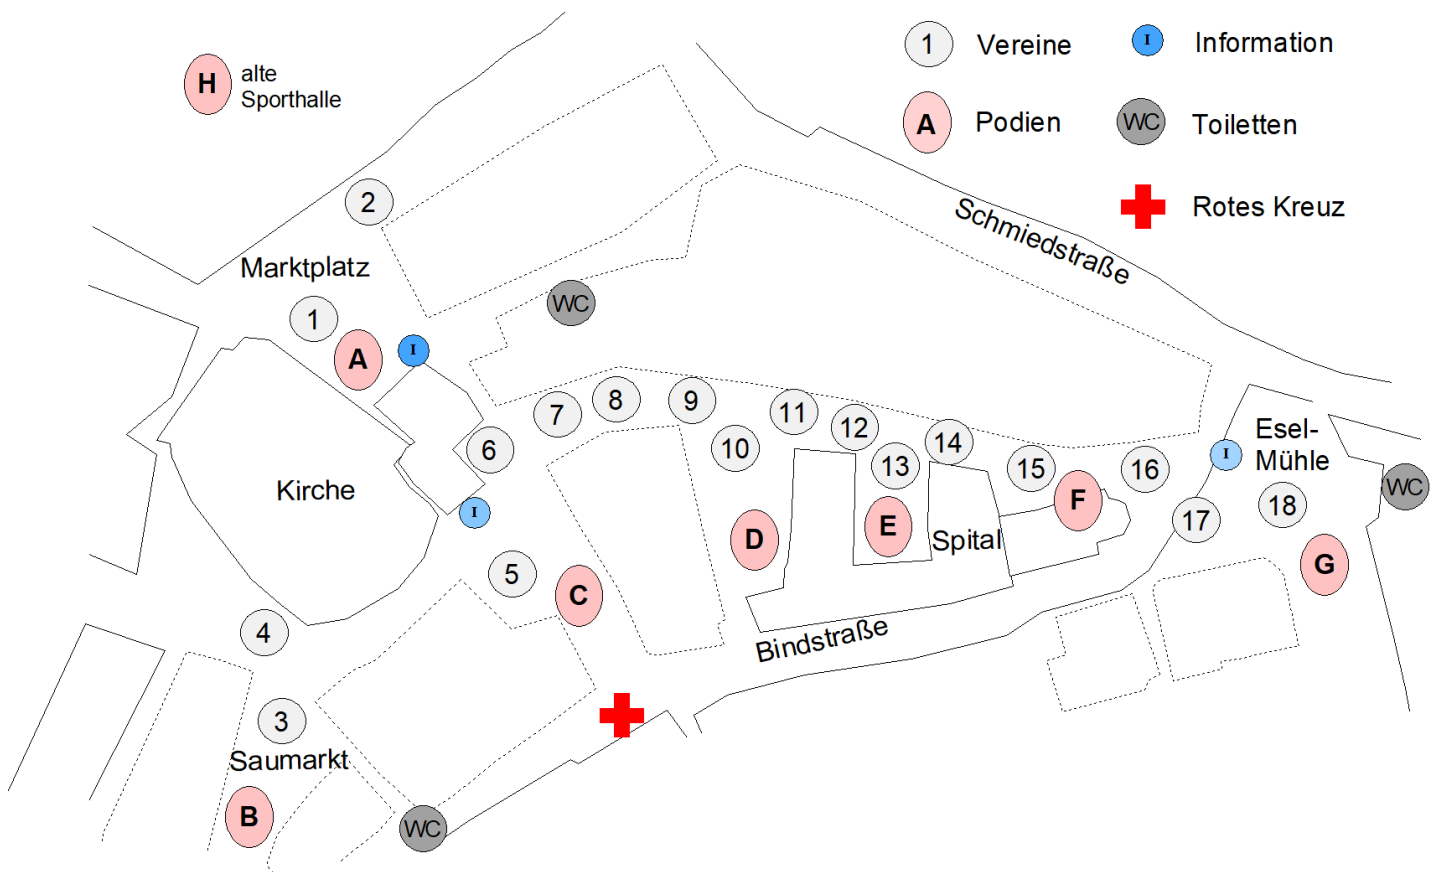 H
alte
Sporthalle
1
Vereine
I
Information
A
Podien
WC
Toiletten
Rotes Kreuz
Schmiedstraße
2
Marktplatz
1
A
I
WC
Kirche
6
I
7
8
9
10
11
12
13
14
15
16
F
E
D
Spital
I
Esel-
Mühle
WC
17
18
G
5
C
4
3
Saumarkt
B
WC
Bindstraße